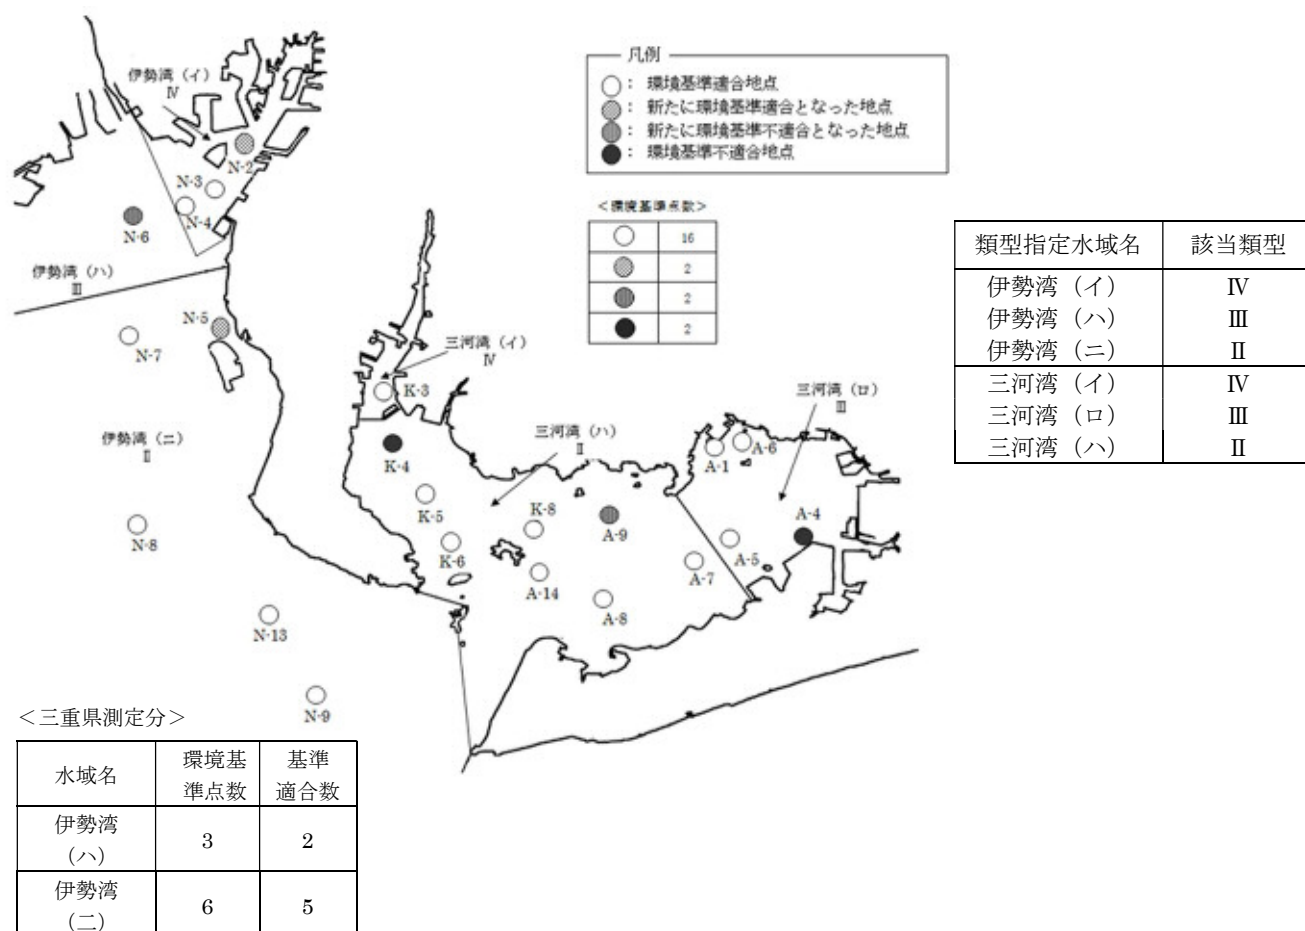 伊勢湾（イ）
Ⅳ
N-2
N-3
N-4
N-6
伊勢湾（ハ）
Ⅲ
N-5
N-7
伊勢湾（ニ）
Ⅱ
N-8
N-13
N-9
三河湾（イ）
Ⅳ
K-3
K-4
K-5
K-6
三河湾（ハ）
Ⅱ
K-8
A-14
A-9
A-8
A-7
三河湾（ロ）
Ⅲ
A-1
A-6
A-4
A-5
凡例
： 環境基準適合地点
： 新たに環境基準適合となった地点
： 新たに環境基準不適合となった地点
： 環境基準不適合地点
＜環境基準点数＞
16
2
2
2
類型指定水域名 該当類型
伊勢湾（イ） Ⅳ
伊勢湾（ハ） Ⅲ
伊勢湾（ニ） Ⅱ
三河湾（イ） Ⅳ
三河湾（ロ） Ⅲ
三河湾（ハ） Ⅱ
＜三重県測定分＞
水域名 環境基準点数 基準適合数
伊勢湾（ハ） 3 2
伊勢湾（二） 6 5